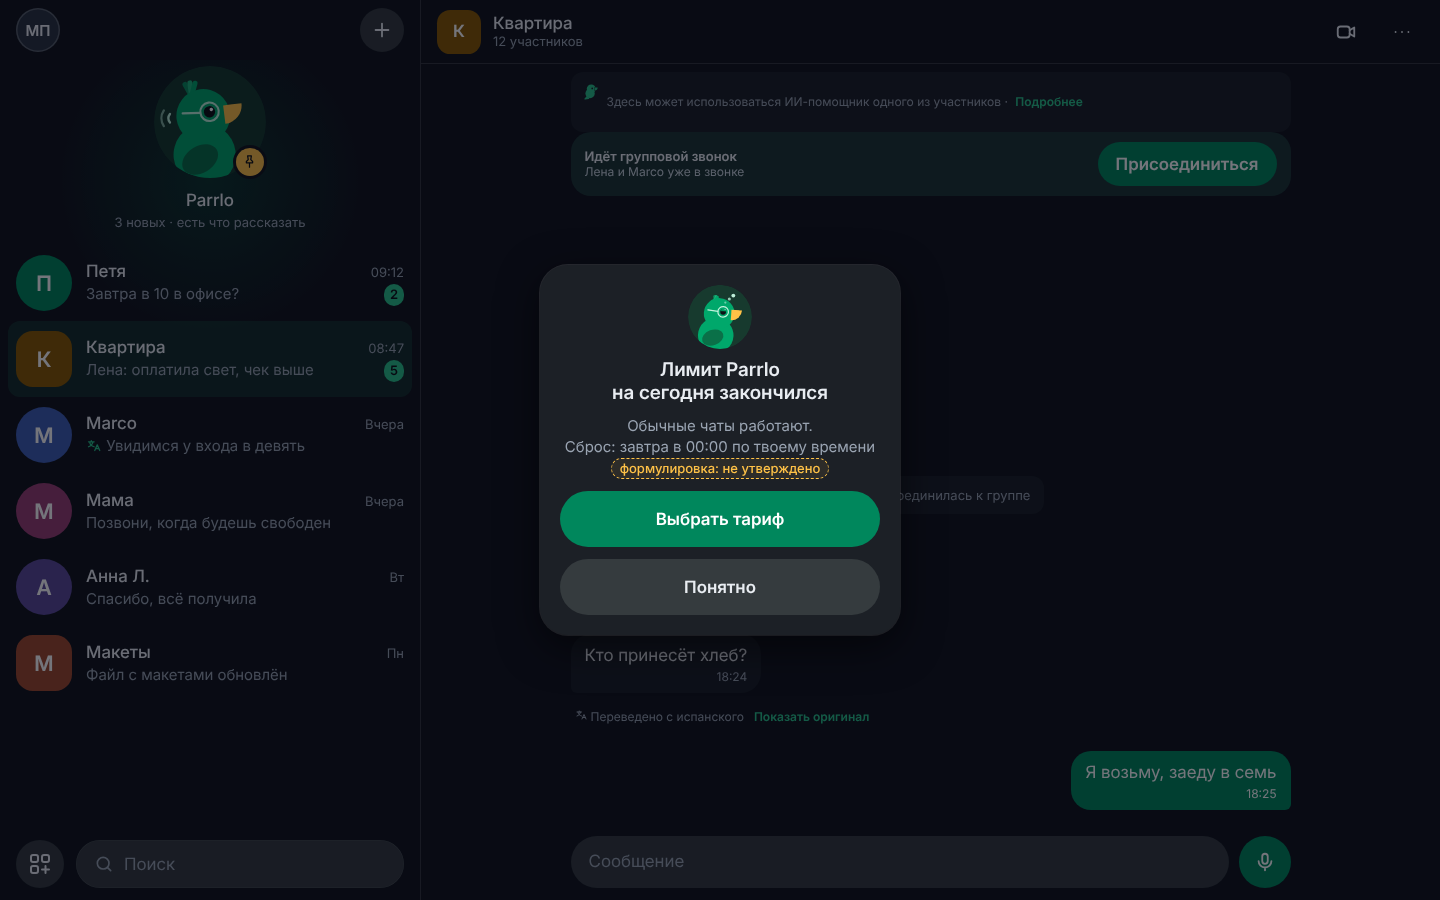 МП
Parrlo
3 новых · есть что рассказать
П
Петя
09:12
Завтра в 10 в офисе?
2
К
Квартира
08:47
Лена: оплатила свет, чек выше
5
M
Marco
Вчера
Увидимся у входа в девять
М
Мама
Вчера
Позвони, когда будешь свободен
А
Анна Л.
Вт
Спасибо, всё получила
М
Макеты
Пн
Файл с макетами обновлён
Поиск
К
Квартира
12 участников
Здесь может использоваться ИИ-помощник одного из участников · Подробнее
Идёт групповой звонок
Лена и Marco уже в звонке
Присоединиться
Лимит Parrlo
на сегодня закончился
Обычные чаты работают.
Сброс: завтра в 00:00 по твоему времени
формулировка: не утверждено
Выбрать тариф
Понятно
к группе
Кто принесёт хлеб?
18:24
Переведено с испанского Показать оригинал
Я возьму, заеду в семь
18:25
Сообщение